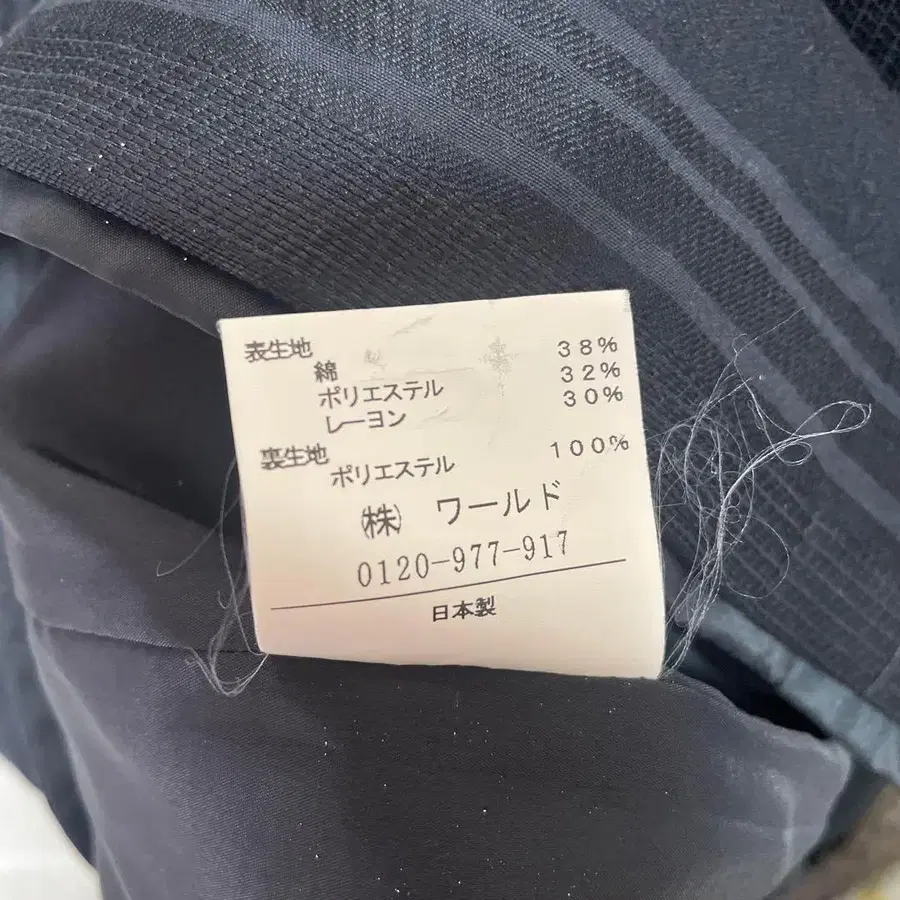 表生地
綿 38%
ポリエステル 32%
レーヨン 30%
裏生地
ポリエステル 100%
㈱ ワールド
0120-977-917
日本製